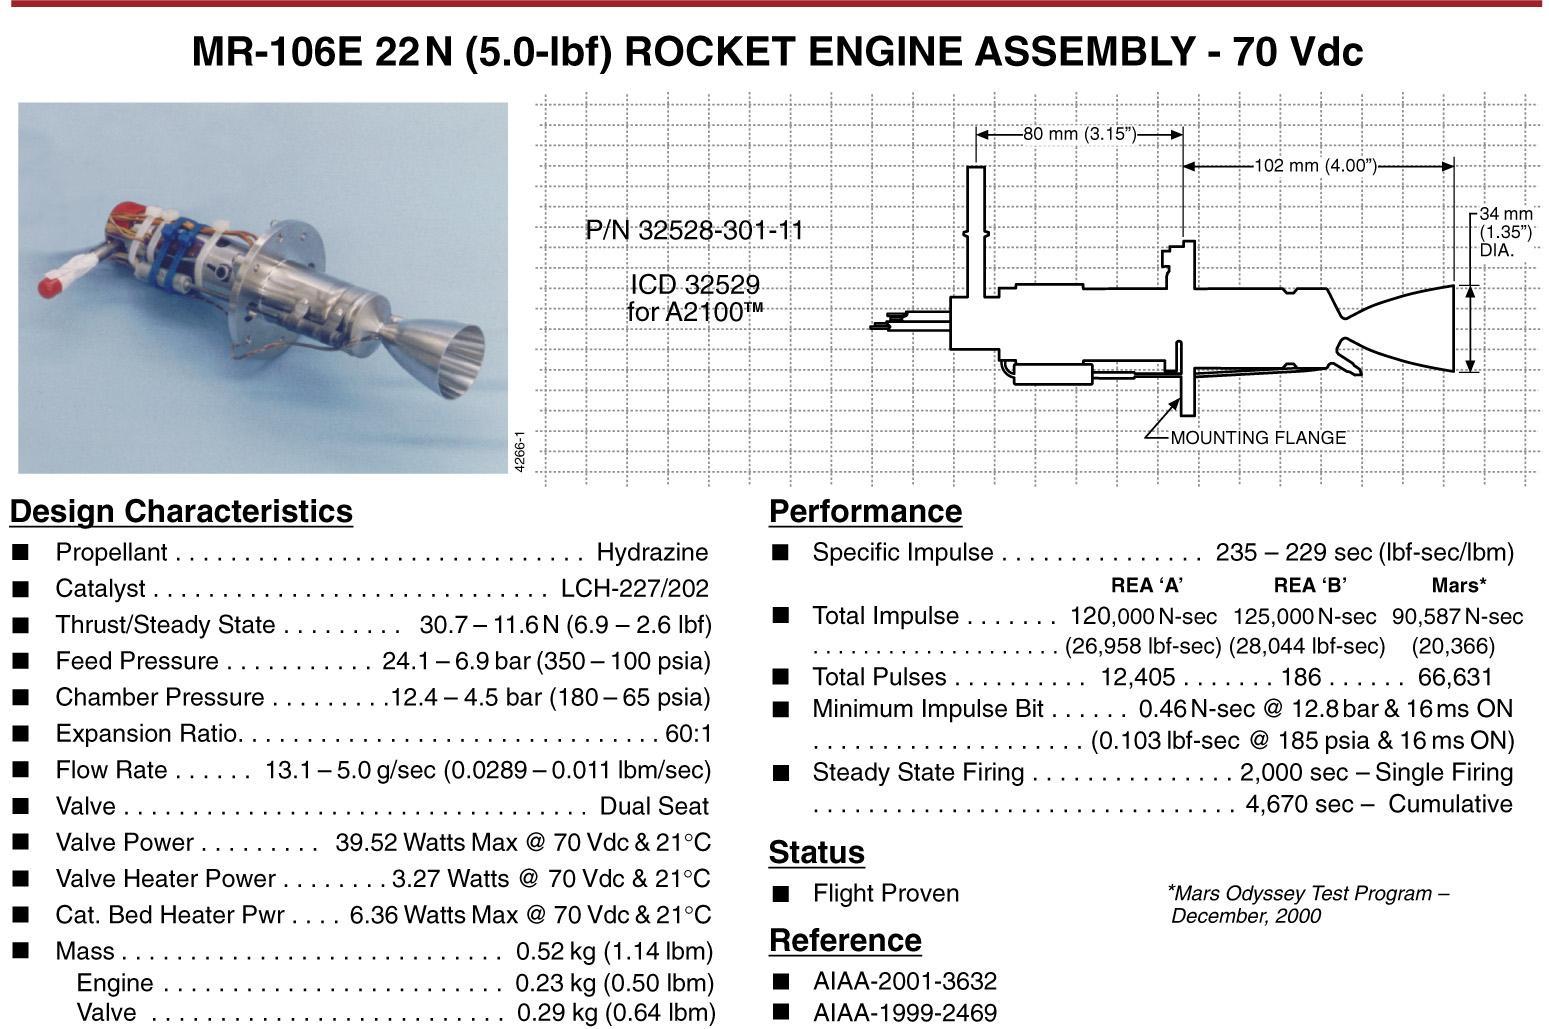 MR-106E 22N (5.0-lbf) ROCKET ENGINE ASSEMBLY - 70 Vdc
80 mm (3.15”)
102 mm (4.00”)
34 mm
(1.35”)
DIA.
P/N 32528-301-11
ICD 32529
for A2100™
MOUNTING FLANGE
4266-1
Design Characteristics
■ Propellant . . . . . . . . . . . . . . . . . . . . . . . . . . . . . . Hydrazine
■ Catalyst . . . . . . . . . . . . . . . . . . . . . . . . . . . . . LCH-227/202
■ Thrust/Steady State . . . . . . . . . 30.7 – 11.6 N (6.9 – 2.6 lbf)
■ Feed Pressure . . . . . . . . . . . 24.1 – 6.9 bar (350 – 100 psia)
■ Chamber Pressure . . . . . . . . .12.4 – 4.5 bar (180 – 65 psia)
■ Expansion Ratio. . . . . . . . . . . . . . . . . . . . . . . . . . . . . . . 60:1
■ Flow Rate . . . . . . 13.1 – 5.0 g/sec (0.0289 – 0.011 lbm/sec)
■ Valve . . . . . . . . . . . . . . . . . . . . . . . . . . . . . . . . . . Dual Seat
■ Valve Power . . . . . . . . . 39.52 Watts Max @ 70 Vdc & 21°C
■ Valve Heater Power . . . . . . . . 3.27 Watts @ 70 Vdc & 21°C
■ Cat. Bed Heater Pwr . . . . 6.36 Watts Max @ 70 Vdc & 21°C
■ Mass . . . . . . . . . . . . . . . . . . . . . . . . . . . . 0.52 kg (1.14 lbm)
Engine . . . . . . . . . . . . . . . . . . . . . . . . . 0.23 kg (0.50 lbm)
Valve . . . . . . . . . . . . . . . . . . . . . . . . . . 0.29 kg (0.64 lbm)
Performance
■ Specific Impulse . . . . . . . . . . . . . . . 235 – 229 sec (lbf-sec/lbm)
REA ‘A’ REA ‘B’ Mars*
■ Total Impulse . . . . . . . 120,000 N-sec 125,000 N-sec 90,587 N-sec
. . . . . . . . . . . . . . . . . . . . (26,958 lbf-sec) (28,044 lbf-sec) (20,366)
■ Total Pulses . . . . . . . . . . 12,405 . . . . . . . 186 . . . . . . 66,631
■ Minimum Impulse Bit . . . . . . 0.46 N-sec @ 12.8 bar & 16 ms ON
. . . . . . . . . . . . . . . . . . . . (0.103 lbf-sec @ 185 psia & 16 ms ON)
■ Steady State Firing . . . . . . . . . . . . . . . 2,000 sec – Single Firing
. . . . . . . . . . . . . . . . . . . . . . . . . . . . . . . 4,670 sec – Cumulative
Status
■ Flight Proven
*Mars Odyssey Test Program –
December, 2000
Reference
■ AIAA-2001-3632
■ AIAA-1999-2469